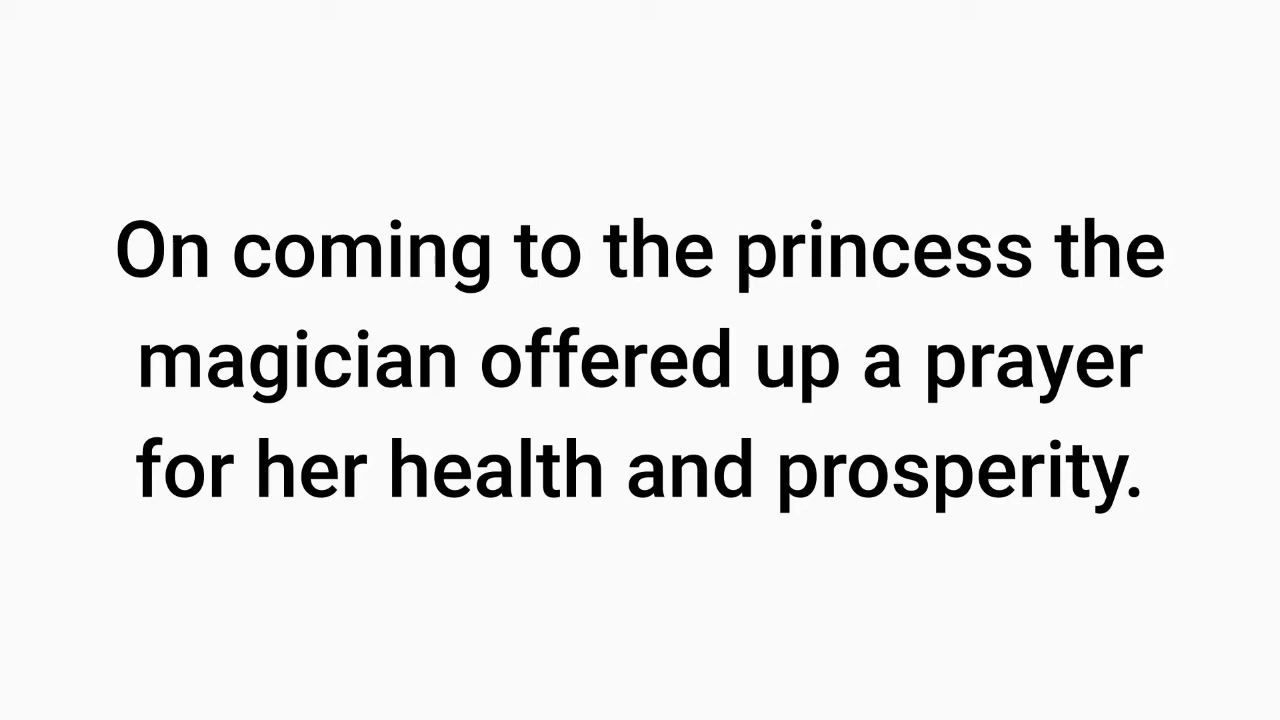 On coming to the princess the
magician offered up a prayer
for her health and prosperity.